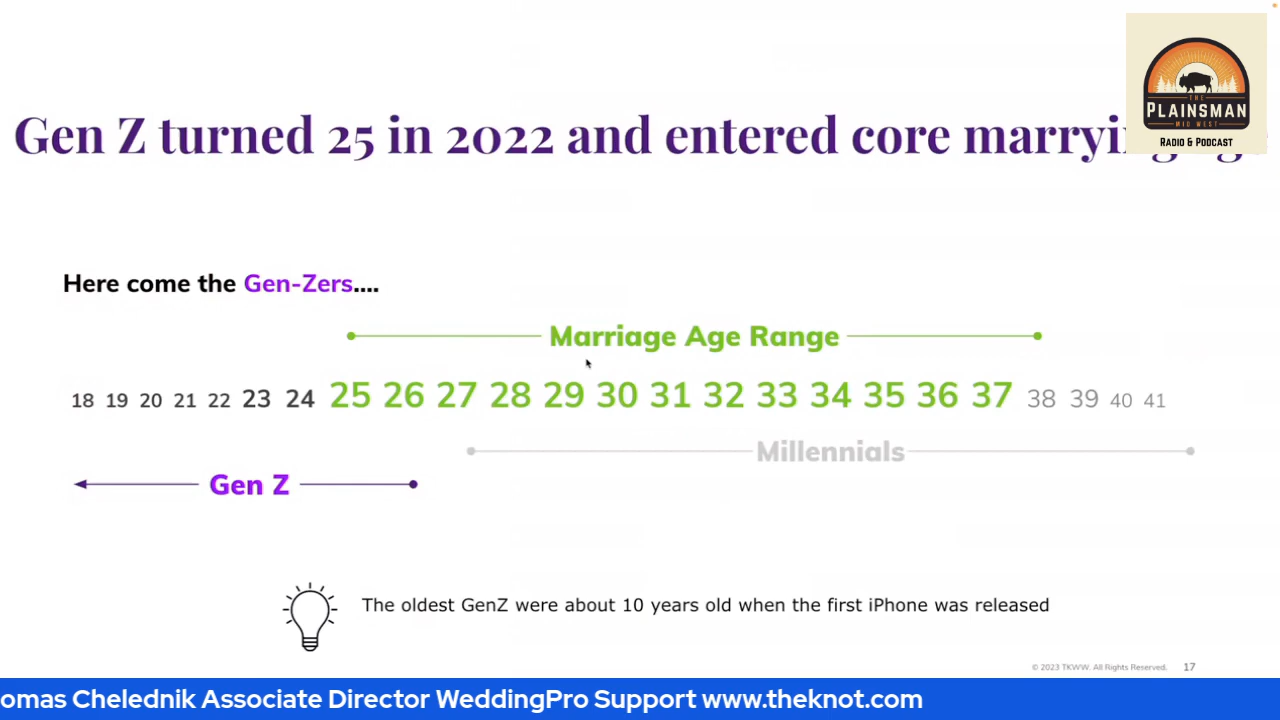 THE
PLAINSMAN
MID WEST
RADIO & PODCAST
Gen Z turned 25 in 2022 and entered core
Here come the Gen-Zers....
Marriage Age Range
18 19 20 21 22 23 24 25 26 27 28 29 30 31 32 33 34 35 36 37 38 39 40 41
Millennials
Gen Z
The oldest GenZ were about 10 years old when the first iPhone was released
© 2023 TKWW. All Rights Reserved. 17
omas Chelednik Associate Director WeddingPro Support www.theknot.com